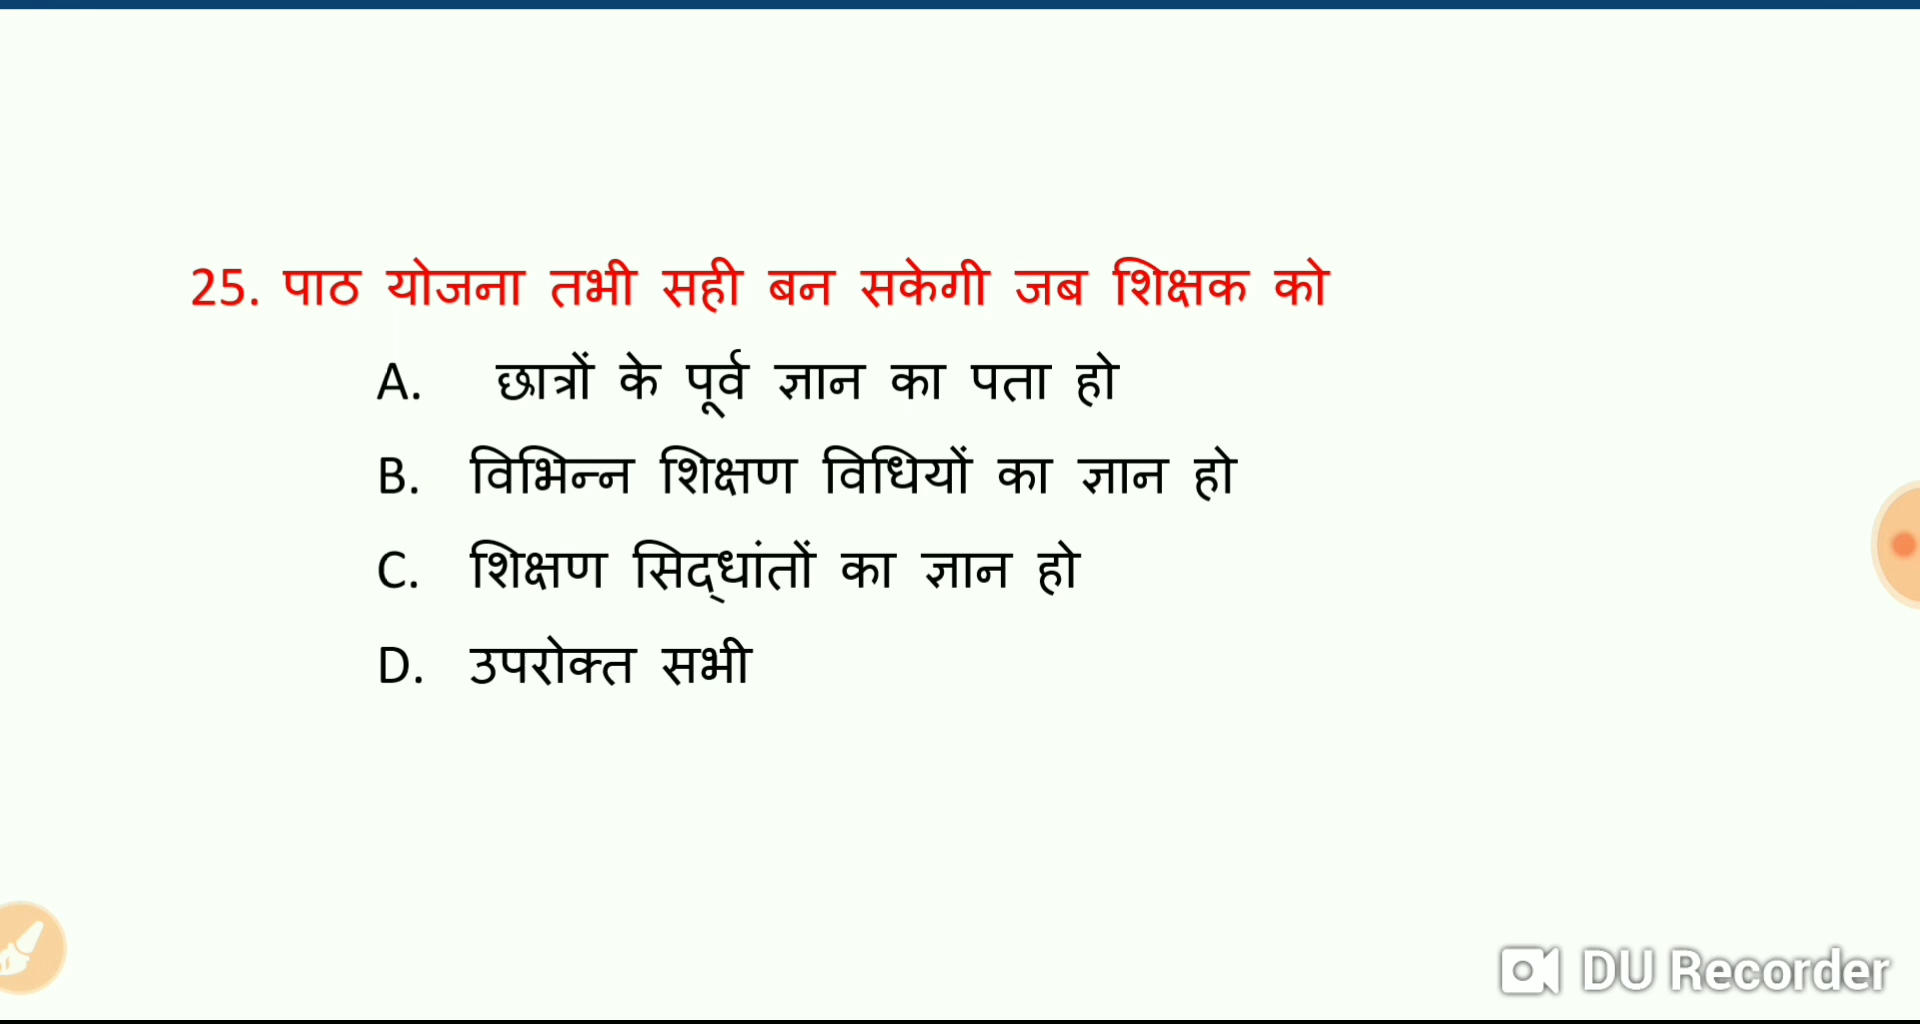 25. पाठ योजना तभी सही बन सकेगी जब शिक्षक को
A. छात्रों के पूर्व ज्ञान का पता हो
B. विभिन्न शिक्षण विधियों का ज्ञान हो
C. शिक्षण सिद्धांतों का ज्ञान हो
D. उपरोक्त सभी
DU Recorder